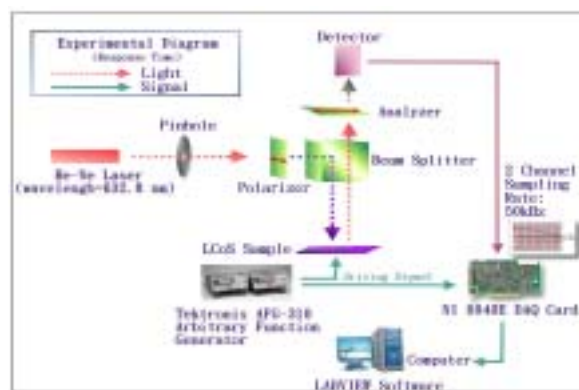 Experimental Diagram
(Response Time)
Light
Signal
Detector
Analyzer
Pinhole
Beam Splitter
He-Ne Laser
(wavelength=632.8 nm)
Polarizer
2 Channel
Sampling
Rate:
50kHz
LCoS Sample
Driving Signal
Tektronix AFG-310
Arbitrary Function
Generator
NI DAQ Card
Computer
LABVIEW Software